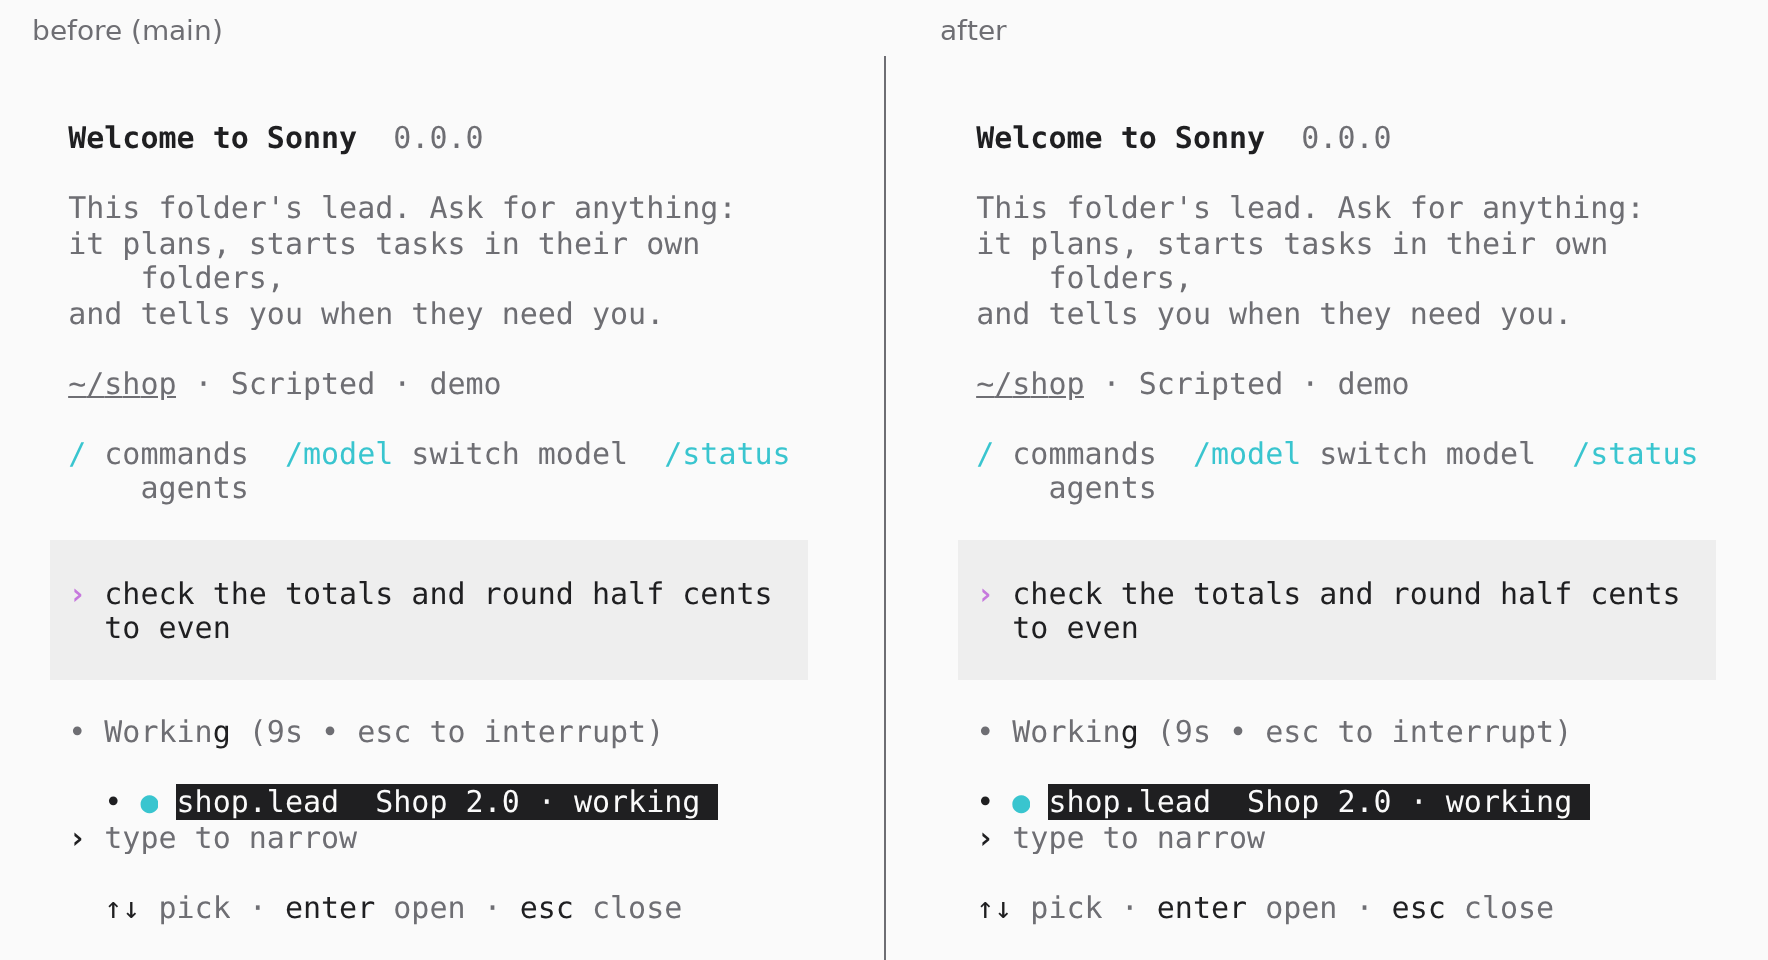 before (main)
Welcome to Sonny  0.0.0
This folder's lead. Ask for anything:
it plans, starts tasks in their own
folders,
and tells you when they need you.
~/shop · Scripted · demo
/ commands  /model switch model  /status
agents
› check the totals and round half cents
to even
• Working (9s • esc to interrupt)
• ● shop.lead  Shop 2.0 · working
› type to narrow
↑↓ pick · enter open · esc close
after
Welcome to Sonny  0.0.0
This folder's lead. Ask for anything:
it plans, starts tasks in their own
folders,
and tells you when they need you.
~/shop · Scripted · demo
/ commands  /model switch model  /status
agents
› check the totals and round half cents
to even
• Working (9s • esc to interrupt)
• ● shop.lead  Shop 2.0 · working
› type to narrow
↑↓ pick · enter open · esc close